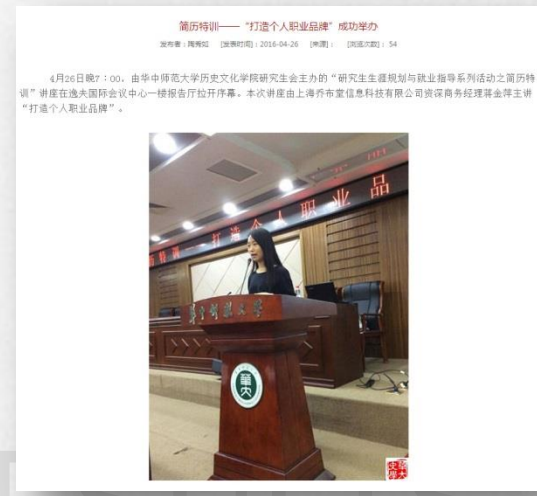 简历特训——“打造个人职业品牌”成功举办
发布者：陶秀如 [发表时间]：2016-04-26 [来源]： [浏览次数]： 54
4月26日晚7：00，由华中师范大学历史文化学院研究生会主办的“研究生生涯规划与就业指导系列活动之简历特
训”讲座在逸夫国际会议中心一楼报告厅拉开序幕。本次讲座由上海乔布堂信息科技有限公司资深商务经理蒋金萍主讲
“打造个人职业品牌”。
历特训——打造个人职业品
华中师范大学
華大